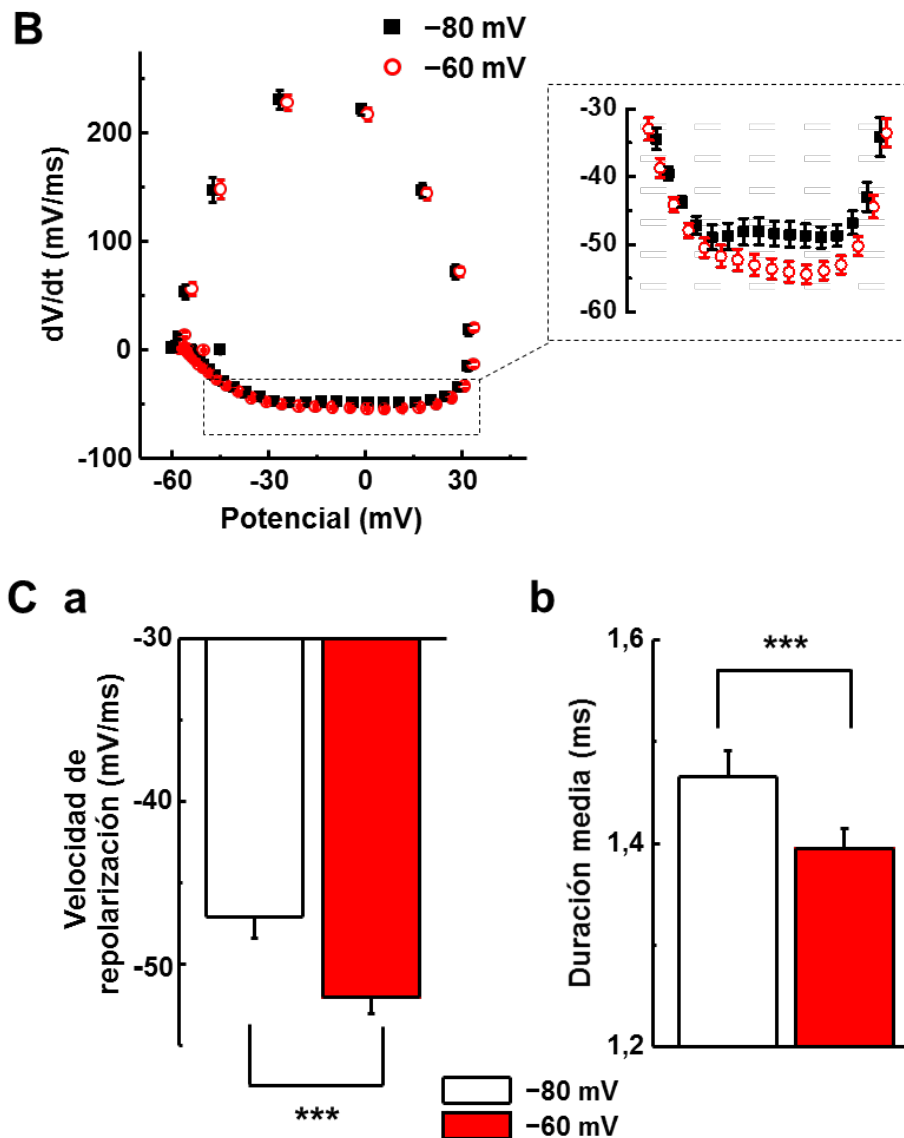 B
−80 mV
−60 mV
200
100
0
-100
dV/dt (mV/ms)
-60
-30
0
30
Potencial (mV)
-30
-40
-50
-60
C a
-30
-40
-50
Velocidad de
repolarización (mV/ms)
***
b
1,6
1,4
1,2
Duración media (ms)
***
−80 mV
−60 mV